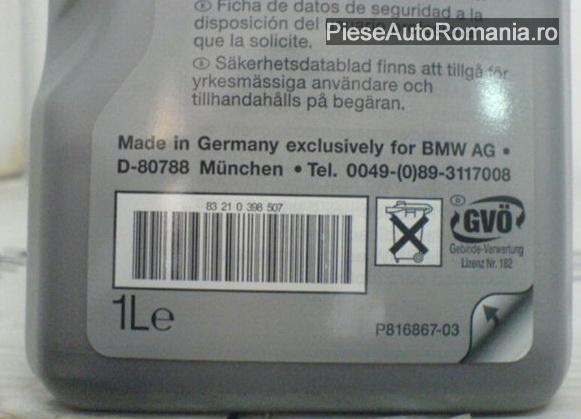 PieseAutoRomania.ro
Ficha de datos de seguridad a la
disposición del
que la solicite.
Säkerhetsdatablad finns att tillgå för
yrkesmässiga användare och
tillhandahålls på begäran.
Made in Germany exclusively for BMW AG •
D-80788 München • Tel. 0049-(0)89-3117008
83 21 0 398 507
GVÖ
Gebinde-Verwertung
Lizenz Nr. 182
1Le
P816867-03